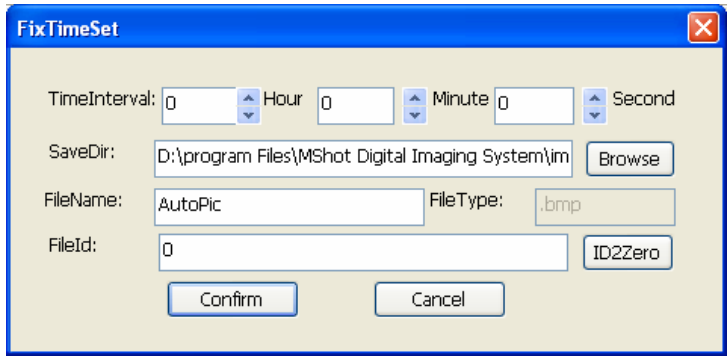 FixTimeSet
TimeInterval: 0 Hour 0 Minute 0 Second
SaveDir: D:\program Files\MShot Digital Imaging System\im Browse
FileName: AutoPic FileType: .bmp
FileId: 0 ID2Zero
Confirm Cancel